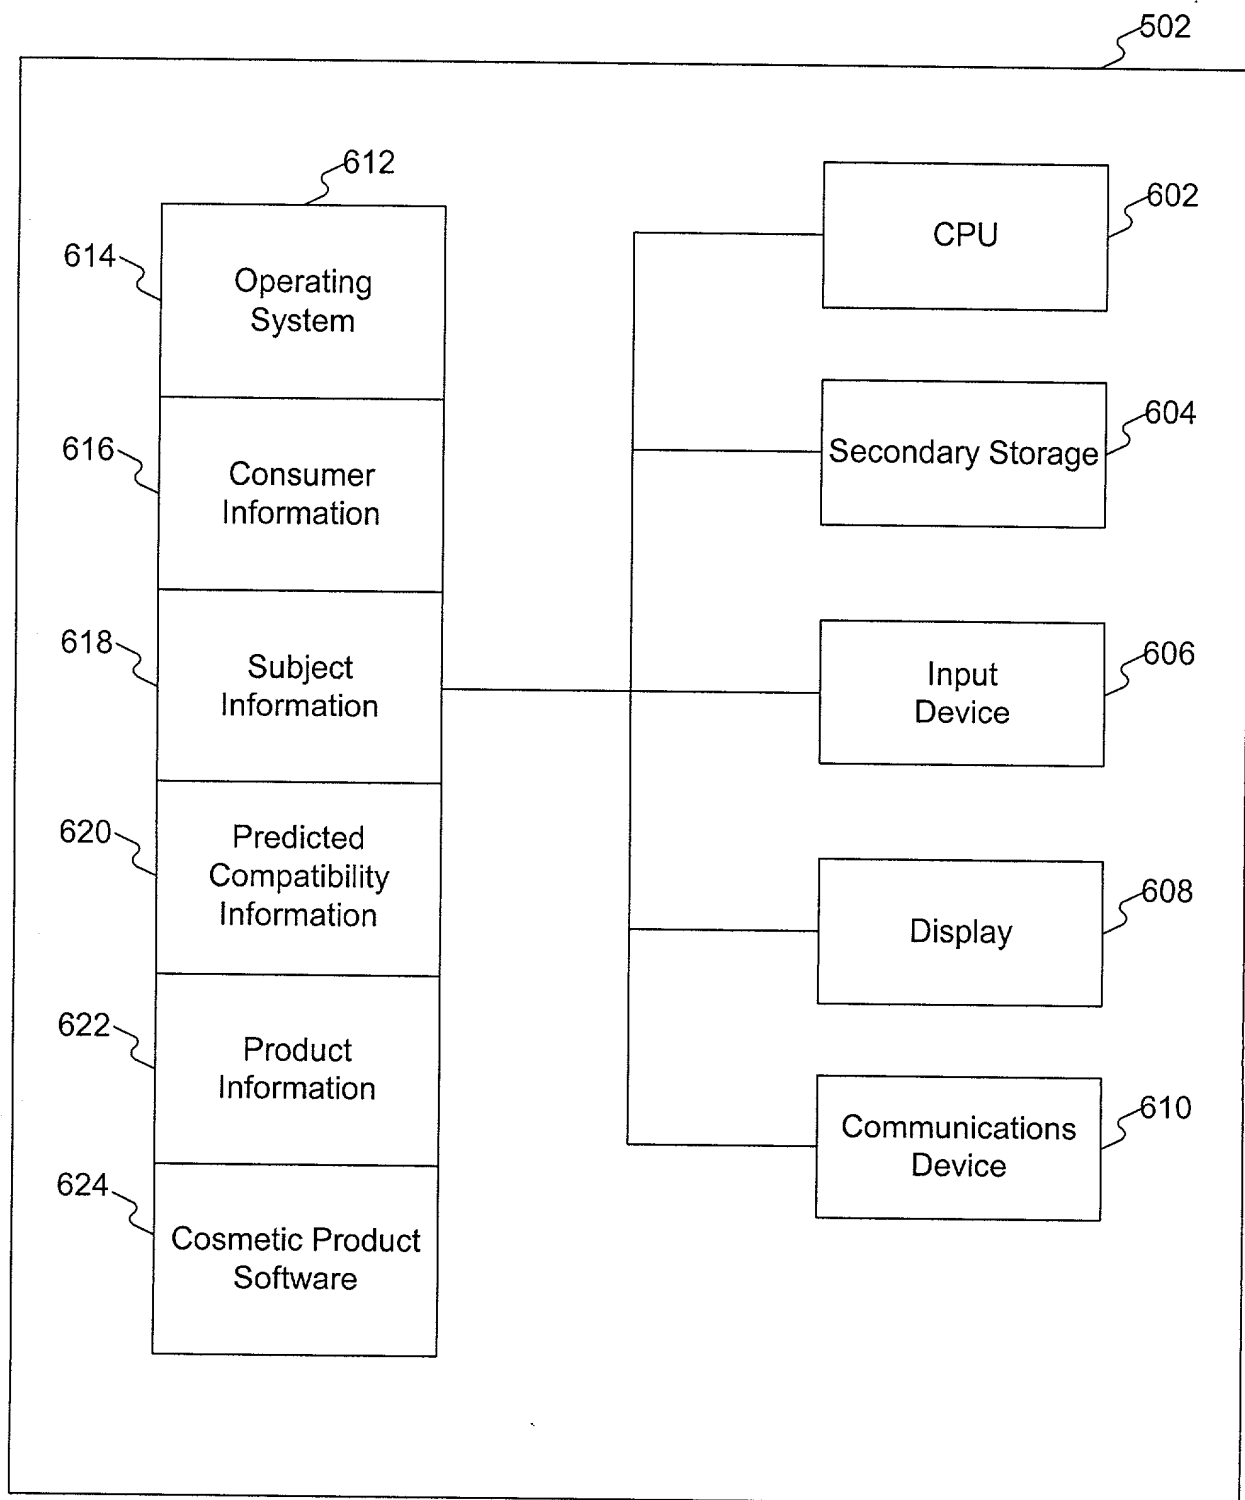 502
612
614
Operating
System
616
Consumer
Information
618
Subject
Information
620
Predicted
Compatibility
Information
622
Product
Information
624
Cosmetic Product
Software
CPU
602
Secondary Storage
604
Input
Device
606
Display
608
Communications
Device
610